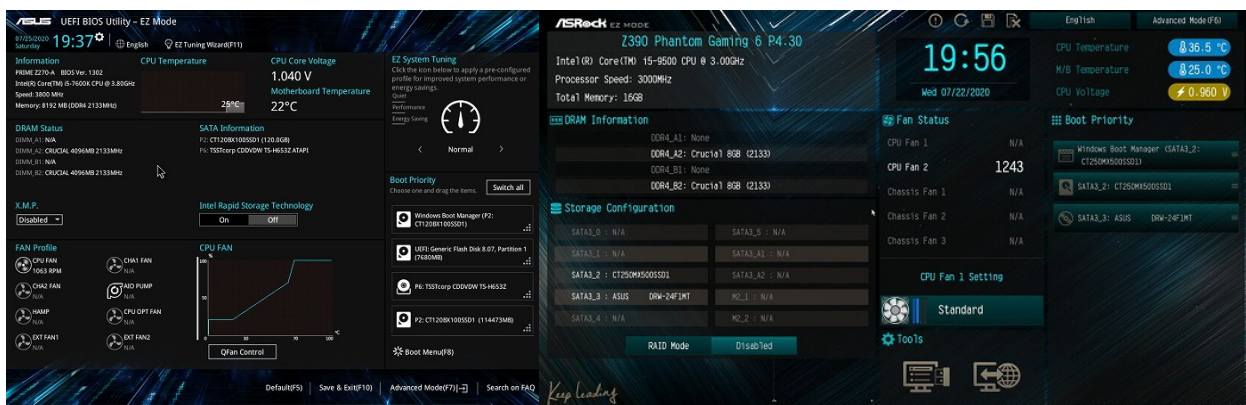 ASUS UEFI BIOS Utility – EZ Mode
07/25/2020
Saturday
19:37
English
EZ Tuning Wizard(F11)
Information
PRIME Z270-A BIOS Ver. 1302
Intel(R) Core(TM) i5-7600K CPU @ 3.80GHz
Speed: 3800 MHz
Memory: 8192 MB (DDR4 2133MHz)
CPU Temperature
25°C
CPU Core Voltage
1.040 V
Motherboard Temperature
22°C
DRAM Status
DIMM_A1: N/A
DIMM_A2: CRUCIAL 4096MB 2133MHz
DIMM_B1: N/A
DIMM_B2: CRUCIAL 4096MB 2133MHz
SATA Information
P2: CT120BX100SSD1 (120.0GB)
P6: TSSTcorp CDDVDW TS-H653Z ATAPI
X.M.P.
Disabled
Intel Rapid Storage Technology
On Off
FAN Profile
CPU FAN
1063 RPM
CHA1 FAN
N/A
CHA2 FAN
N/A
AIO PUMP
N/A
HAMP
N/A
CPU OPT FAN
N/A
EXT FAN1
N/A
EXT FAN2
N/A
CPU FAN
%
100
50
0 30 70 100
°C
QFan Control
EZ System Tuning
Click the icon below to apply a pre-configured
profile for improved system performance or
energy savings.
Quiet
Performance
Energy Saving
Normal
Boot Priority
Choose one and drag the items.
Switch all
Windows Boot Manager (P2:
CT120BX100SSD1)
UEFI: Generic Flash Disk 8.07, Partition 1
(7680MB)
P6: TSSTcorp CDDVDW TS-H653Z
P2: CT120BX100SSD1 (114473MB)
Boot Menu(F8)
Default(F5)
Save & Exit(F10)
Advanced Mode(F7)
Search on FAQ
ASRock EZ MODE
English
Advanced Mode(F6)
Z390 Phantom Gaming 6 P4.30
Intel(R) Core(TM) i5-9500 CPU @ 3.00GHz
Processor Speed: 3000MHz
Total Memory: 16GB
19:56
Wed 07/22/2020
CPU Temperature 36.5 °C
M/B Temperature 25.0 °C
CPU Voltage 0.960 V
DRAM Information
DDR4_A1: None
DDR4_A2: Crucial 8GB (2133)
DDR4_B1: None
DDR4_B2: Crucial 8GB (2133)
Storage Configuration
SATA3_0 : N/A
SATA3_5 : N/A
SATA3_1 : N/A
SATA3_A1 : N/A
SATA3_2 : CT250MX500SSD1
SATA3_A2 : N/A
SATA3_3 : ASUS DRW-24F1MT
M2_1 : N/A
SATA3_4 : N/A
M2_2 : N/A
RAID Mode Disabled
Keep Leading
Fan Status
CPU Fan 1 N/A
CPU Fan 2 1243
Chassis Fan 1 N/A
Chassis Fan 2 N/A
Chassis Fan 3 N/A
CPU Fan 1 Setting
Standard
Tools
Boot Priority
Windows Boot Manager (SATA3_2:
CT250MX500SSD1)
SATA3_2: CT250MX500SSD1
SATA3_3: ASUS DRW-24F1MT